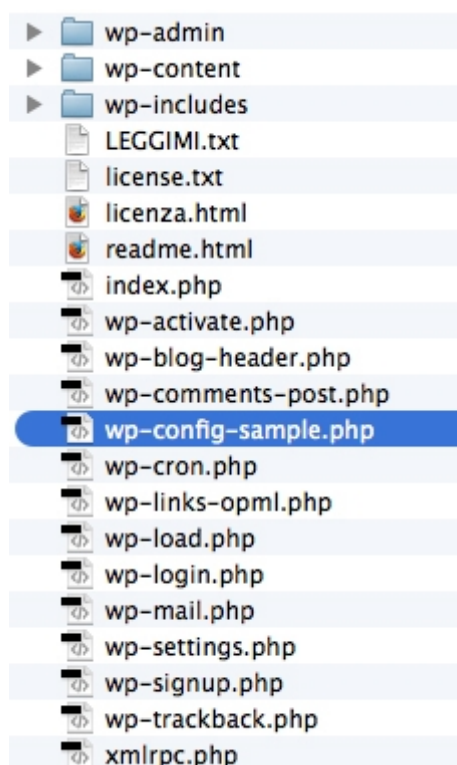 wp-admin
wp-content
wp-includes
LEGGIMI.txt
license.txt
licenza.html
readme.html
index.php
wp-activate.php
wp-blog-header.php
wp-comments-post.php
wp-config-sample.php
wp-cron.php
wp-links-opml.php
wp-load.php
wp-login.php
wp-mail.php
wp-settings.php
wp-signup.php
wp-trackback.php
xmlrpc.php